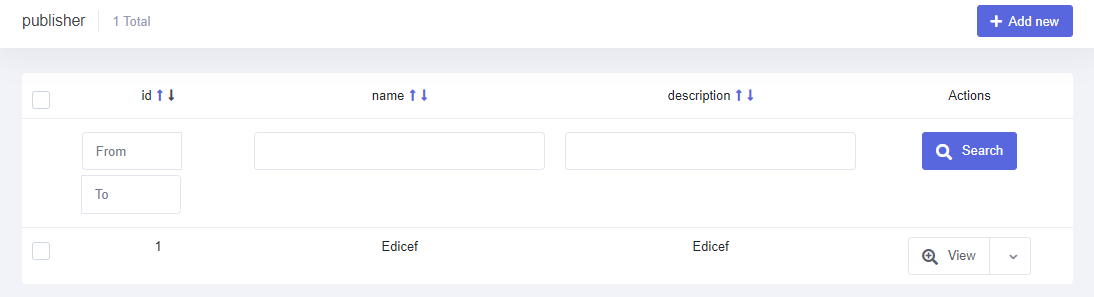 publisher 1 Total Add new
id name description Actions
From Search
To
1 Edicef Edicef View